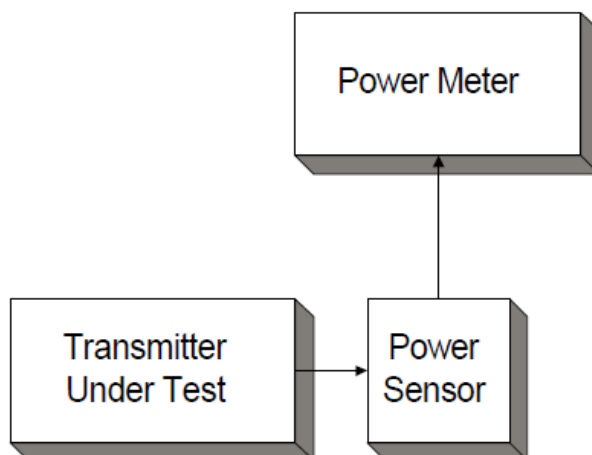 Power Meter
Transmitter
Under Test
Power
Sensor